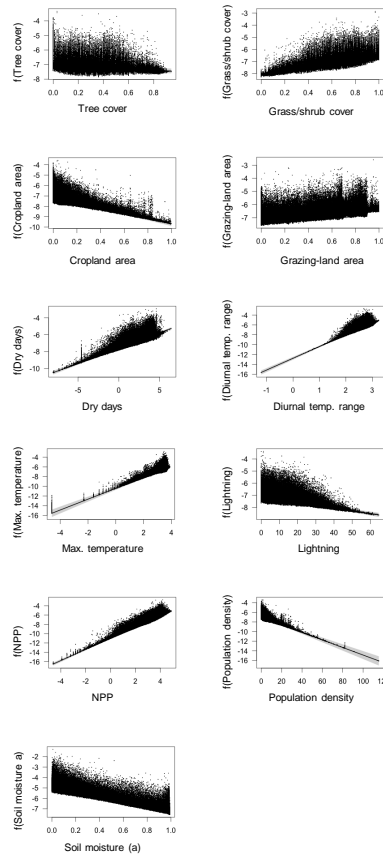 f(Tree cover)
-3
-4
-5
-6
-7
-8
0.0 0.2 0.4 0.6 0.8
Tree cover
f(Grass/shrub cover)
-3
-4
-5
-6
-7
-8
0.0 0.2 0.4 0.6 0.8 1.0
Grass/shrub cover
f(Cropland area)
-4
-5
-6
-7
-8
-9
-10
0.0 0.2 0.4 0.6 0.8 1.0
Cropland area
f(Grazing-land area)
-3
-4
-5
-6
-7
0.0 0.2 0.4 0.6 0.8 1.0
Grazing-land area
f(Dry days)
-4
-6
-8
-10
-5 0 5
Dry days
f(Diurnal temp. range)
-4
-6
-8
-10
-12
-14
-16
-1 0 1 2 3
Diurnal temp. range
f(Max. temperature)
-4
-6
-8
-10
-12
-14
-16
-4 -2 0 2 4
Max. temperature
f(Lightning)
-4
-5
-6
-7
-8
0 10 20 30 40 50 60
Lightning
f(NPP)
-4
-6
-8
-10
-12
-14
-16
-4 -2 0 2 4
NPP
f(Population density)
-4
-6
-8
-10
-12
-14
-16
0 20 40 60 80 100
Population density
f(Soil moisture a)
-2
-3
-4
-5
-6
-7
0.0 0.2 0.4 0.6 0.8 1.0
Soil moisture (a)